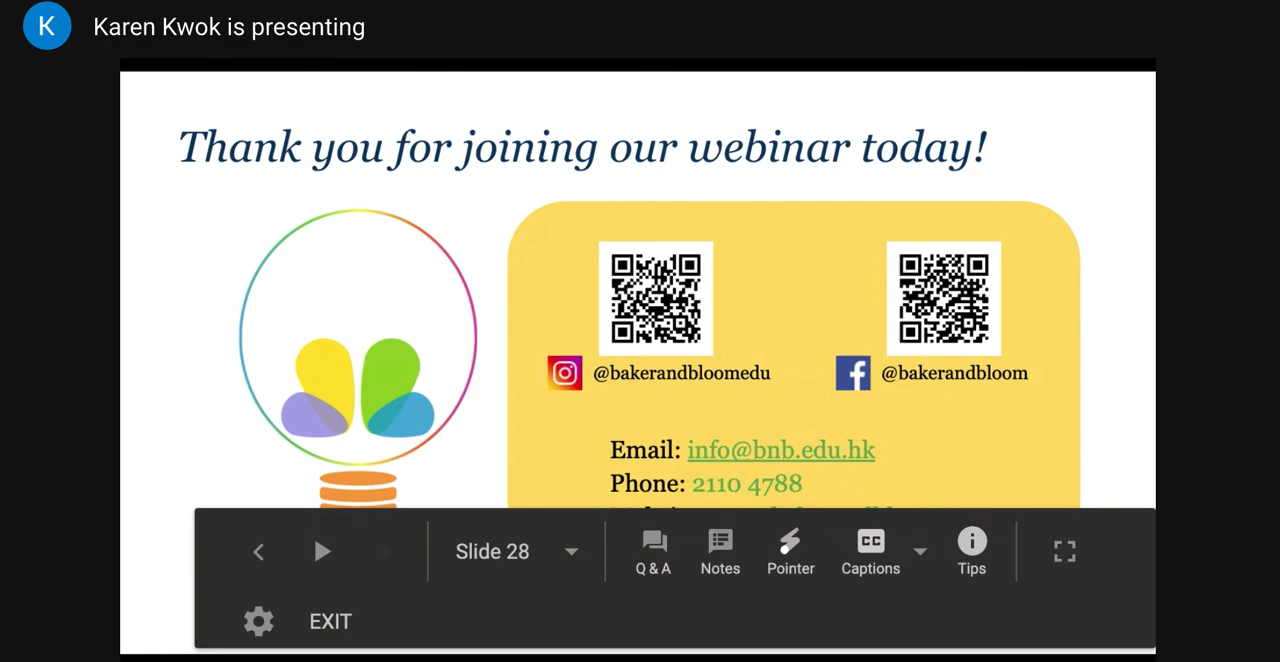 K
Karen Kwok is presenting
Thank you for joining our webinar today!
@bakerandbloomedu
@bakerandbloom
Email: info@bnb.edu.hk
Phone: 2110 4788
Slide 28
Q & A
Notes
Pointer
CC
Captions
Tips
EXIT